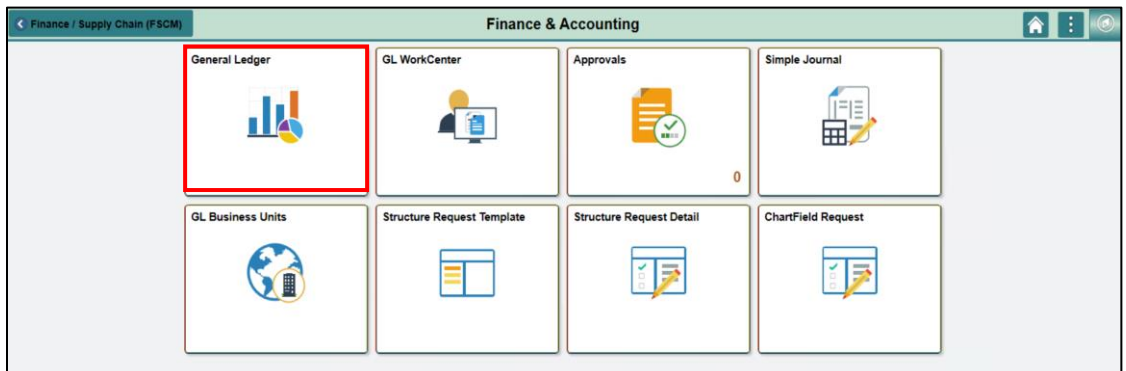 Finance / Supply Chain (FSCM)
Finance & Accounting
General Ledger
GL WorkCenter
Approvals
Simple Journal
0
GL Business Units
Structure Request Template
Structure Request Detail
ChartField Request